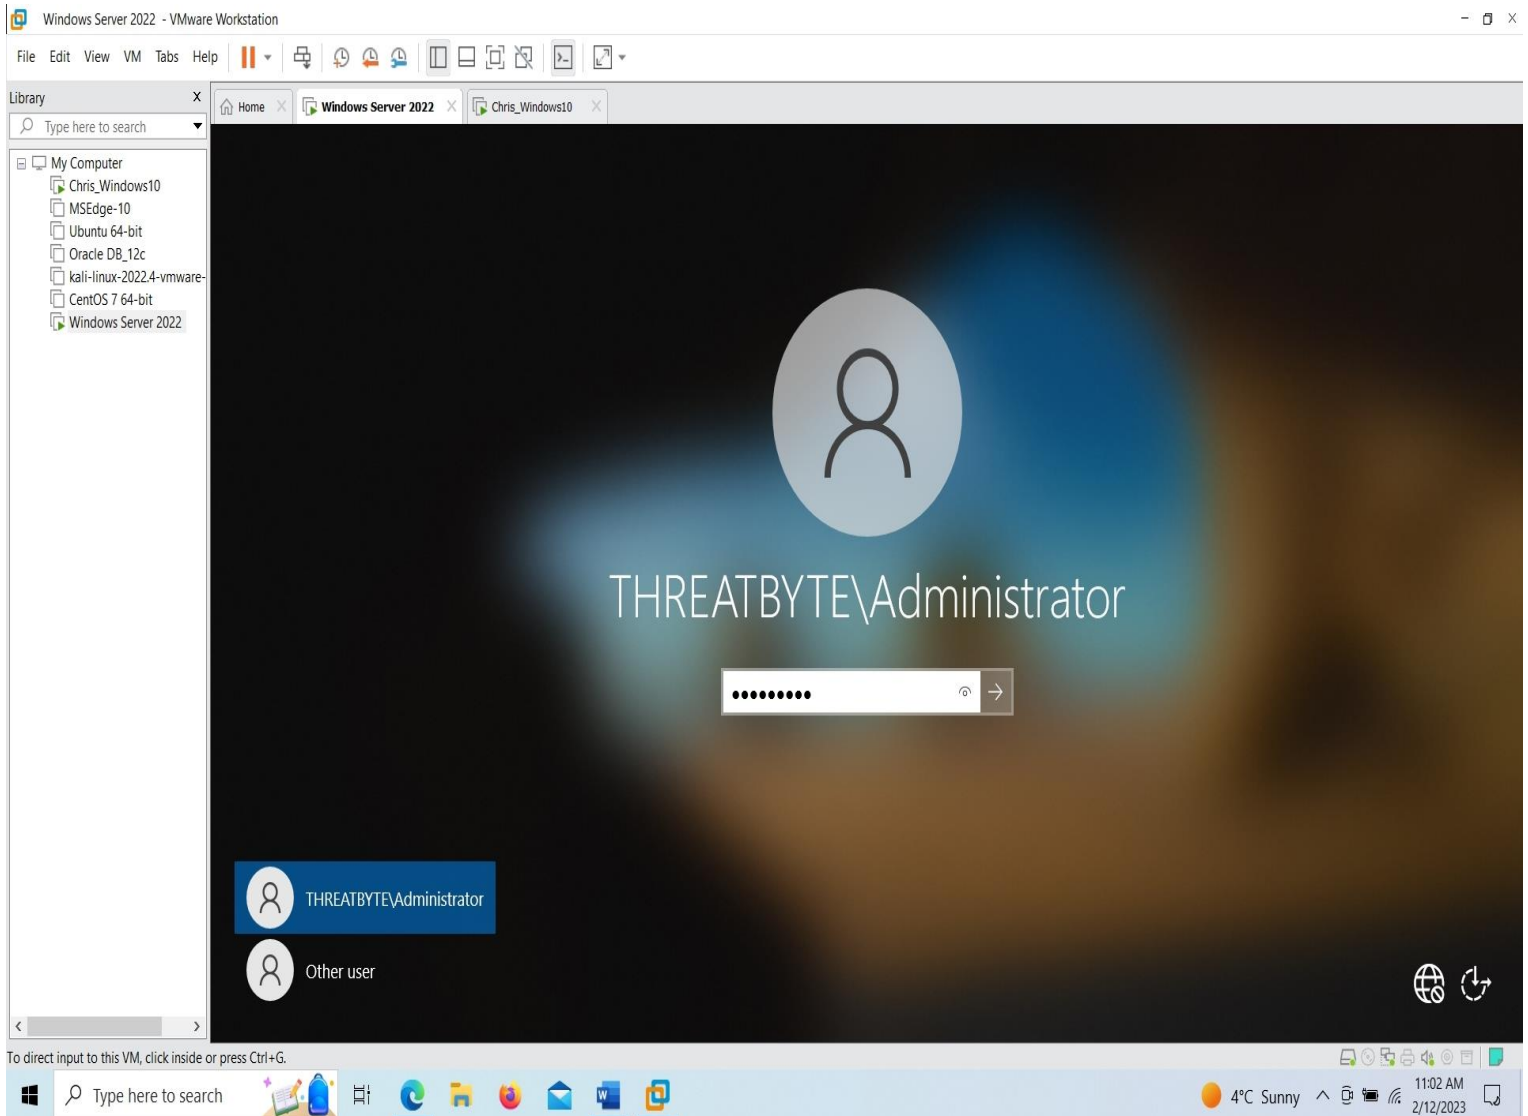 Windows Server 2022 - VMware Workstation
File Edit View VM Tabs Help
Library X
Home Windows Server 2022 Chris_Windows10
Type here to search
My Computer
Chris_Windows10
MSEdge-10
Ubuntu 64-bit
Oracle DB_12c
kali-linux-2022.4-vmware-
CentOS 7 64-bit
Windows Server 2022
THREATBYTE\Administrator
THREATBYTE\Administrator
Other user
To direct input to this VM, click inside or press Ctrl+G.
Type here to search
4°C Sunny
11:02 AM
2/12/2023